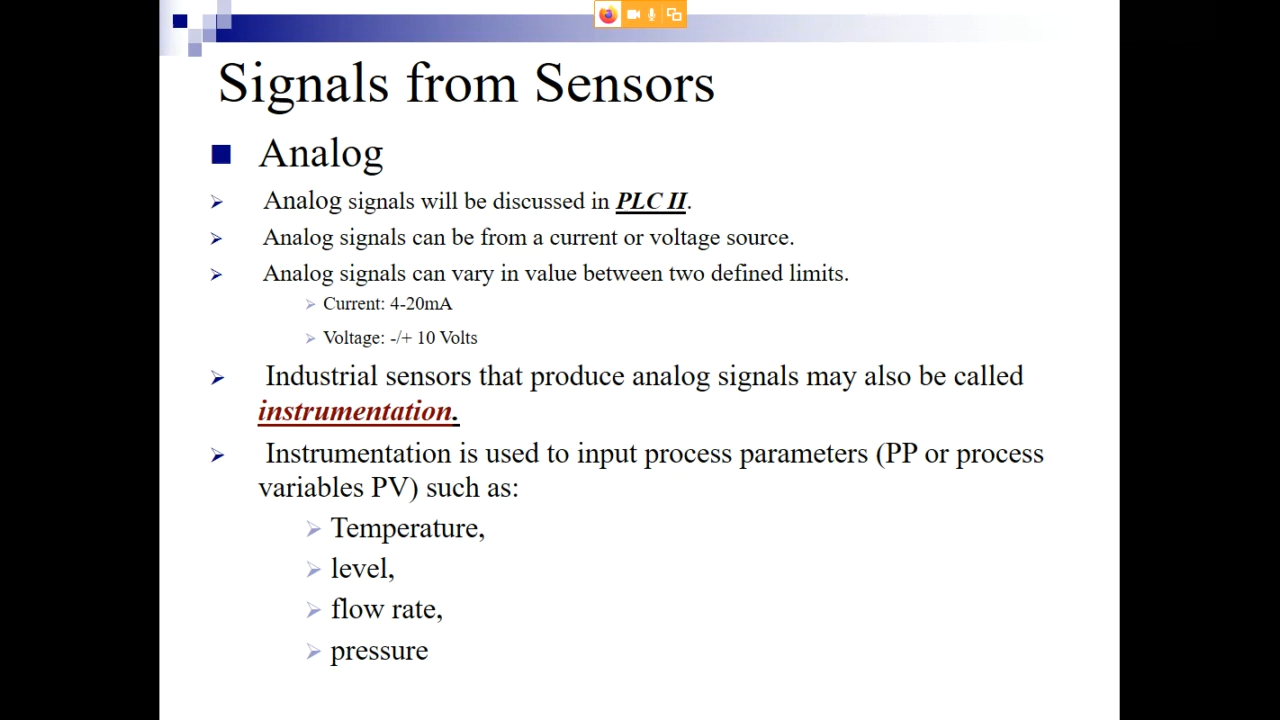 Signals from Sensors
Analog
Analog signals will be discussed in PLC II.
Analog signals can be from a current or voltage source.
Analog signals can vary in value between two defined limits.
Current: 4-20mA
Voltage: -/+ 10 Volts
Industrial sensors that produce analog signals may also be called
instrumentation.
Instrumentation is used to input process parameters (PP or process
variables PV) such as:
Temperature,
level,
flow rate,
pressure